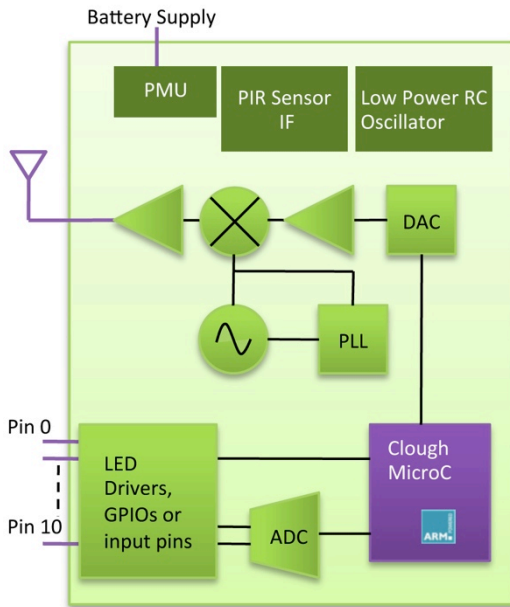 Battery Supply
PMU
PIR Sensor
IF
Low Power RC
Oscillator
DAC
PLL
Pin 0
Pin 10
LED
Drivers,
GPIOs or
input pins
ADC
Clough
MicroC
ARM